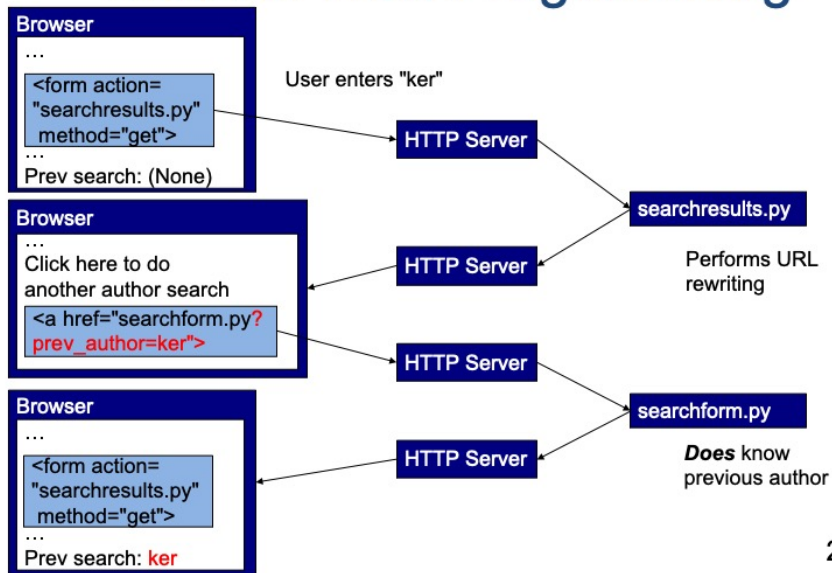 Browser
...
<form action=
"searchresults.py"
method="get">
...
Prev search: (None)
User enters "ker"
HTTP Server
searchresults.py
Performs URL
rewriting
HTTP Server
Browser
...
Click here to do
another author search
<a href="searchform.py?
prev_author=ker">
HTTP Server
searchform.py
Does know
previous author
HTTP Server
Browser
...
<form action=
"searchresults.py"
method="get">
...
Prev search: ker
2